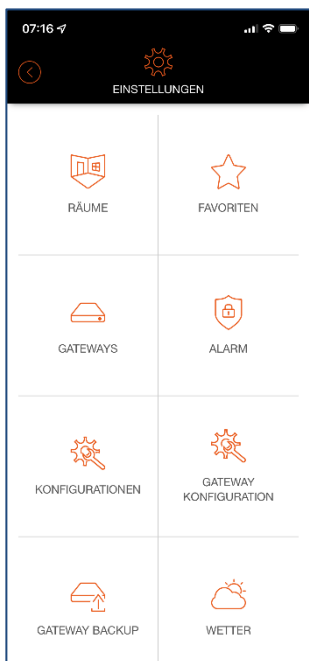 07:16
EINSTELLUNGEN
RÄUME
FAVORITEN
GATEWAYS
ALARM
KONFIGURATIONEN
GATEWAY
KONFIGURATION
GATEWAY BACKUP
WETTER